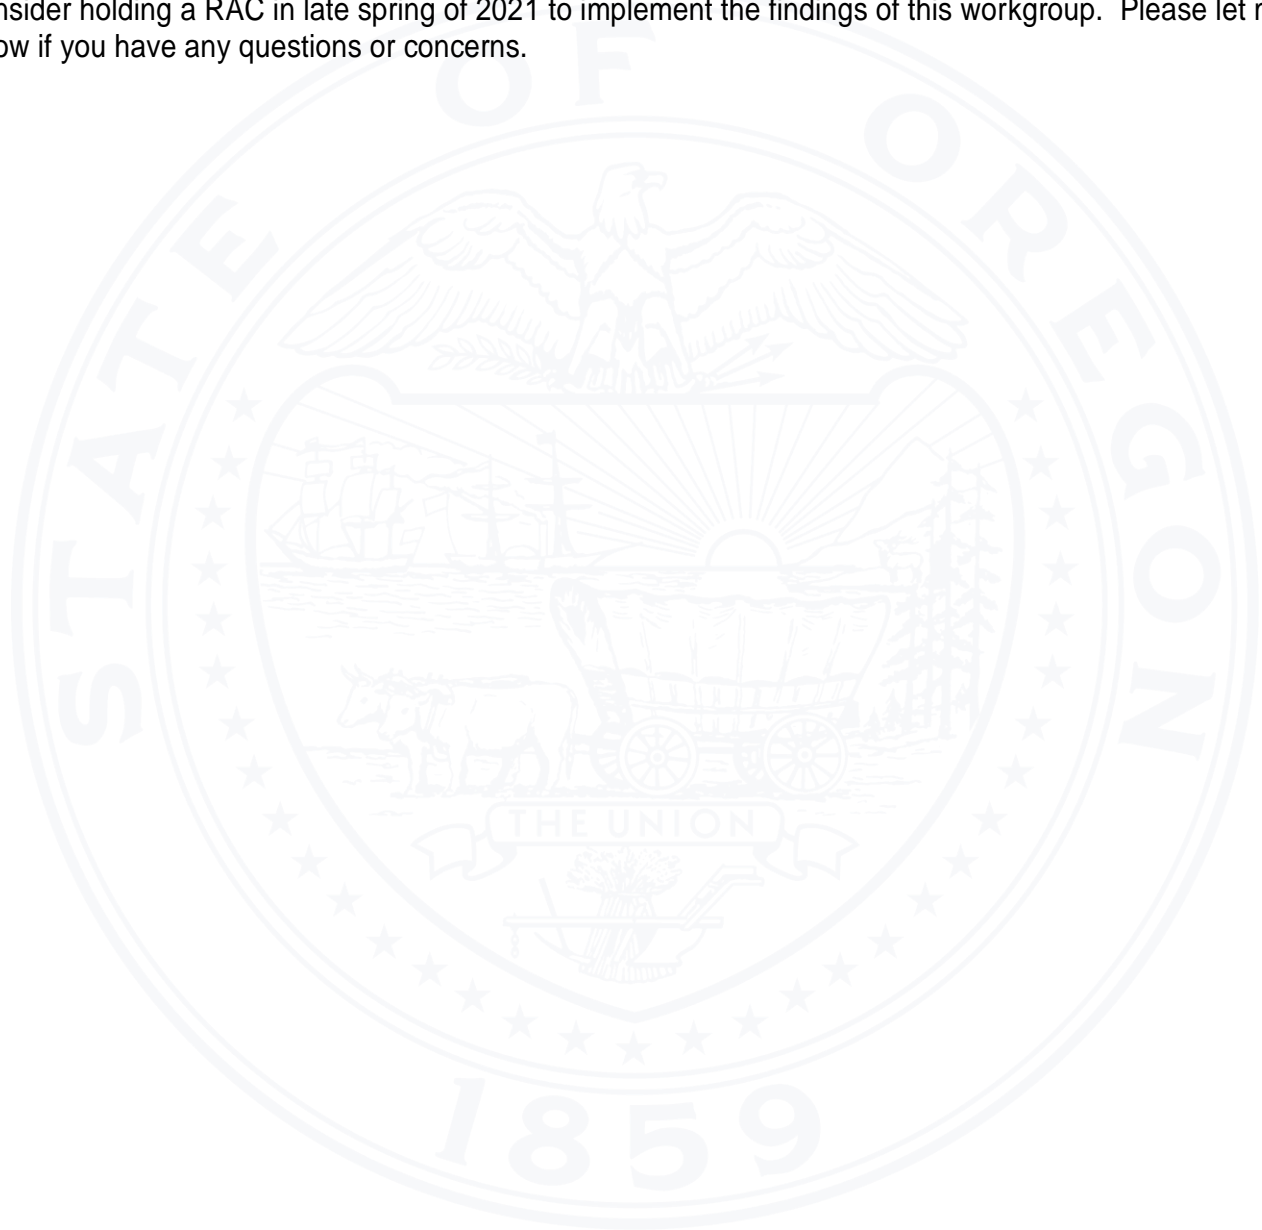 nsider holding a RAC in late spring of 2021 to implement the findings of this workgroup.  Please let
ow if you have any questions or concerns.
STATE OF OREGON
THE UNION
1859